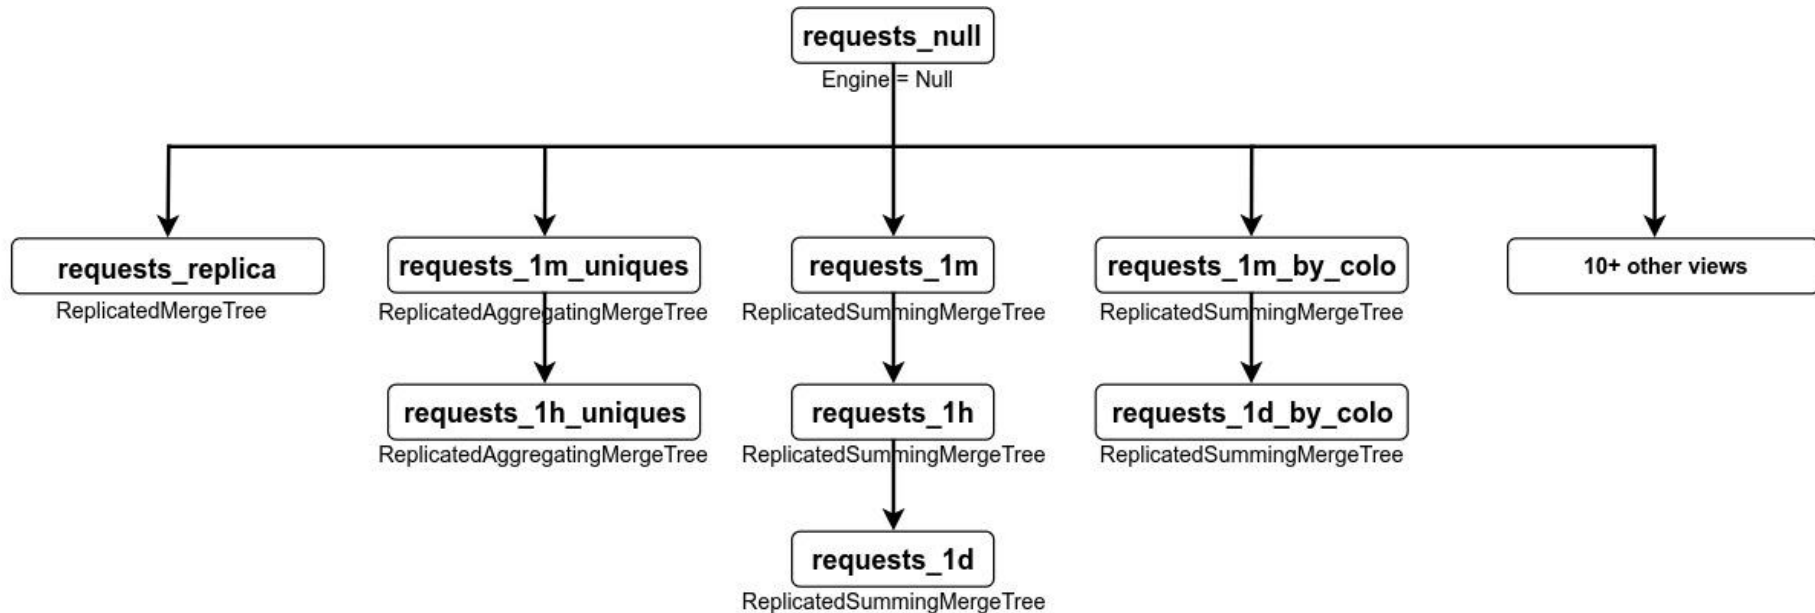 requests_null
Engine = Null
requests_replica
ReplicatedMergeTree
requests_1m_uniques
ReplicatedAggregatingMergeTree
requests_1m
ReplicatedSummingMergeTree
requests_1m_by_colo
ReplicatedSummingMergeTree
10+ other views
requests_1h_uniques
ReplicatedAggregatingMergeTree
requests_1h
ReplicatedSummingMergeTree
requests_1d_by_colo
ReplicatedSummingMergeTree
requests_1d
ReplicatedSummingMergeTree